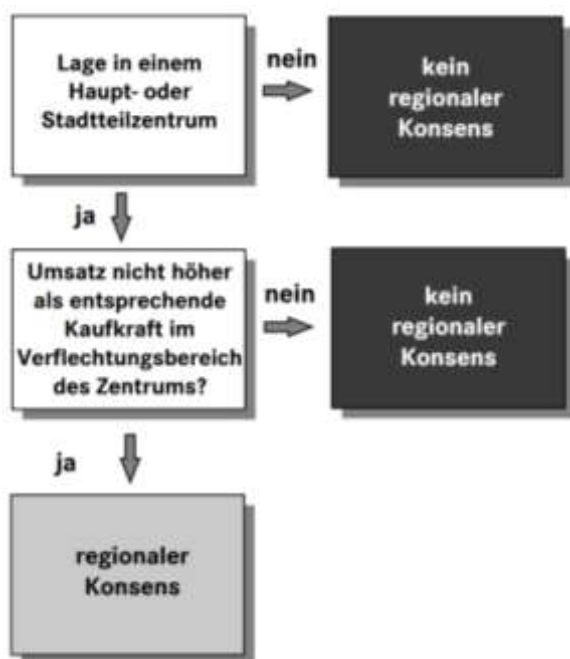 Lage in einem
Haupt- oder
Stadtteilzentrum
nein
kein
regionaler
Konsens
ja
Umsatz nicht höher
als entsprechende
Kaufkraft im
Verflechtungsbereich
des Zentrums?
nein
kein
regionaler
Konsens
ja
regionaler
Konsens